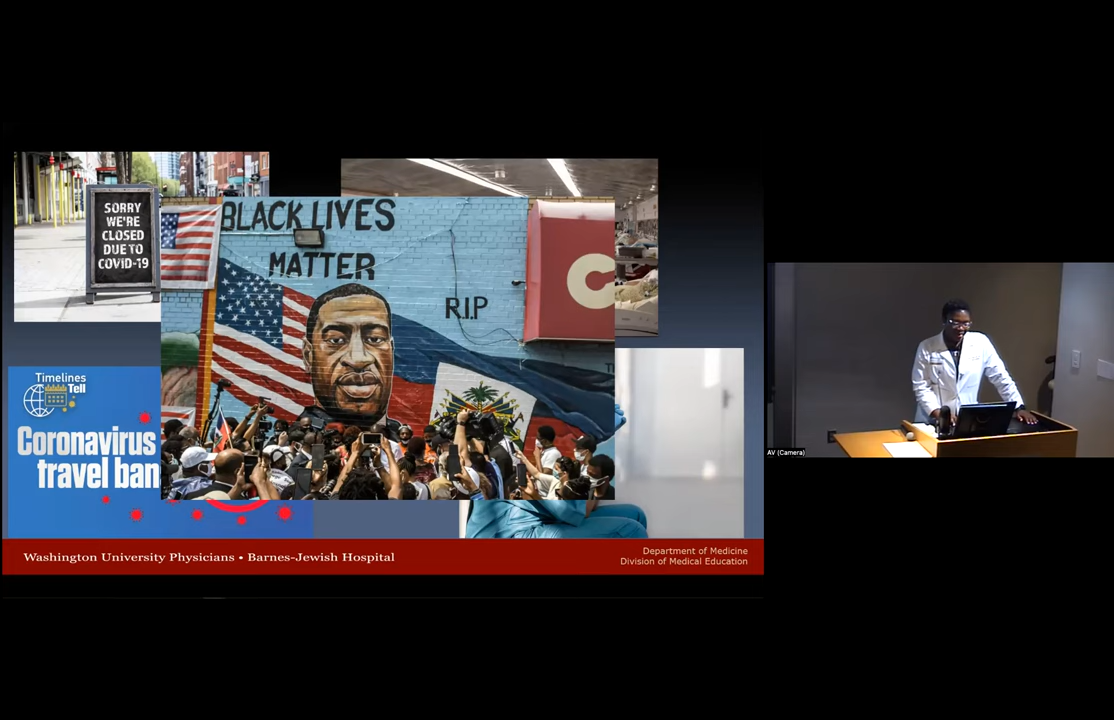 SORRY
WE'RE
CLOSED
DUE TO
COVID-19
BLACK LIVES
MATTER
R.I.P
C
Timelines
Tell
Coronavirus
travel ban
Washington University Physicians • Barnes-Jewish Hospital
Department of Medicine
Division of Medical Education
AV (Camera)